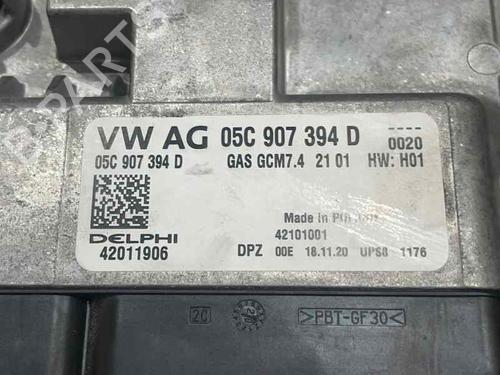 VW AG 05C 907 394 D
0020
05C 907 394 D GAS GCM7.4 21 01 HW: H01
Made in
42101001
DELPHI
42011906
DPZ 00E 18.11.20 UPS8 1176
>PBT-GF30<